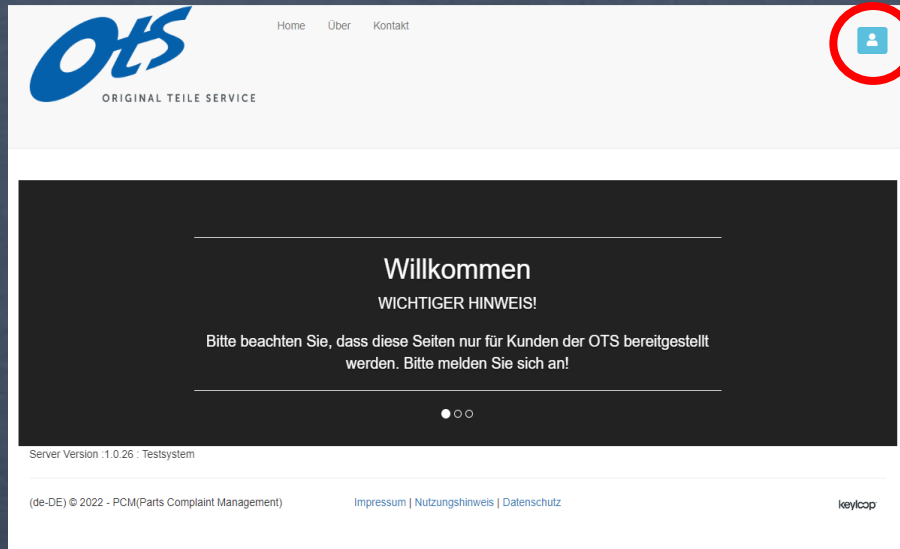 Ots
ORIGINAL TEILE SERVICE
Home Über Kontakt
Willkommen
WICHTIGER HINWEIS!
Bitte beachten Sie, dass diese Seiten nur für Kunden der OTS bereitgestellt
werden. Bitte melden Sie sich an!
Server Version :1.0.26 : Testsystem
(de-DE) © 2022 - PCM(Parts Complaint Management) Impressum | Nutzungshinweis | Datenschutz keyloop